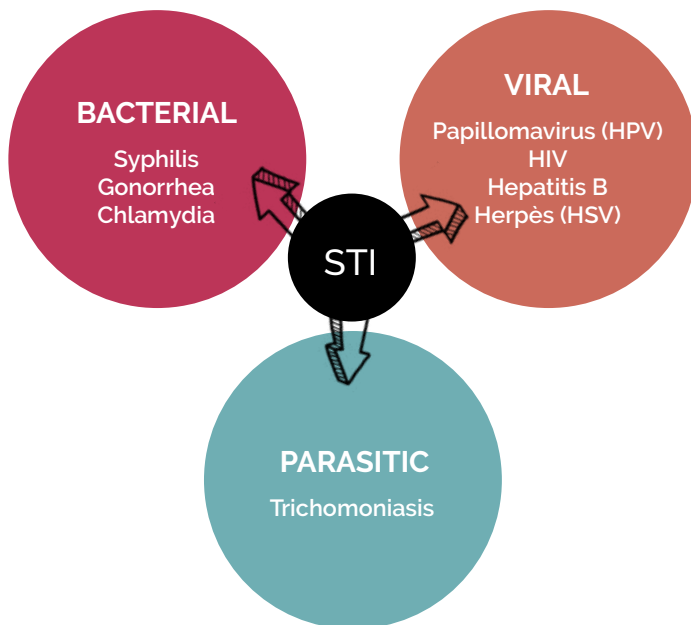 BACTERIAL
Syphilis
Gonorrhea
Chlamydia
VIRAL
Papillomavirus (HPV)
HIV
Hepatitis B
Herpès (HSV)
STI
PARASITIC
Trichomoniasis